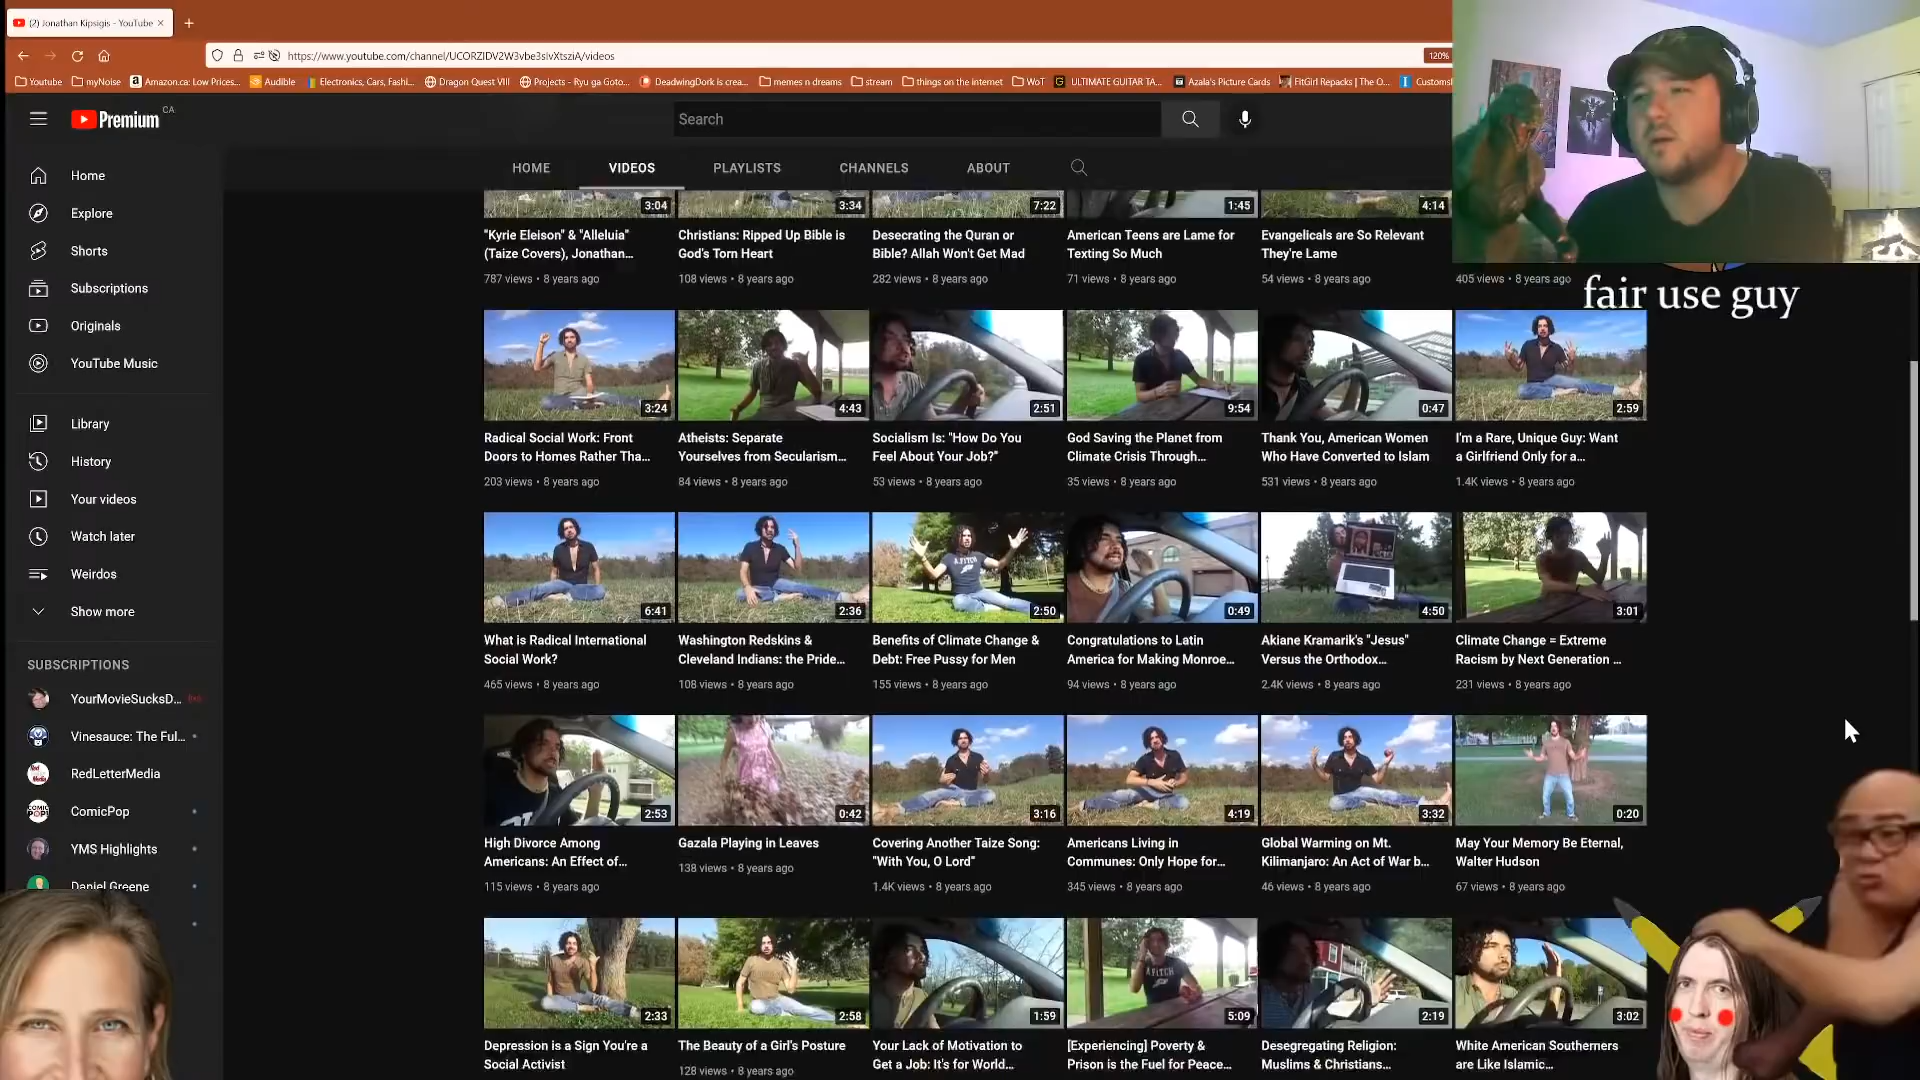 (2) Jonathan Kipsigis - YouTube
https://www.youtube.com/channel/UCORZIDV2W3vbe3slvXtsziA/videos
120%
Youtube
myNoise
Amazon.ca: Low Prices...
Audible
Electronics, Cars, Fashi...
Dragon Quest VIII
Projects - Ryu ga Goto...
DeadwingDork is crea...
memes n dreams
stream
things on the internet
WoT
ULTIMATE GUITAR TA...
Azala's Picture Cards
FitGirl Repacks | The O...
Customs
Premium
CA
Search
HOME
VIDEOS
PLAYLISTS
CHANNELS
ABOUT
Home
Explore
Shorts
Subscriptions
Originals
YouTube Music
Library
History
Your videos
Watch later
Weirdos
Show more
SUBSCRIPTIONS
YourMovieSucksD...
Vinesauce: The Ful...
RedLetterMedia
ComicPop
YMS Highlights
Daniel Greene
fair use guy
3:04
3:34
7:22
1:45
4:14
"Kyrie Eleison" & "Alleluia"
(Taize Covers), Jonathan...
787 views • 8 years ago
Christians: Ripped Up Bible is
God's Torn Heart
108 views • 8 years ago
Desecrating the Quran or
Bible? Allah Won't Get Mad
282 views • 8 years ago
American Teens are Lame for
Texting So Much
71 views • 8 years ago
Evangelicals are So Relevant
They're Lame
54 views • 8 years ago
405 views • 8 years ago
3:24
4:43
2:51
9:54
0:47
2:59
Radical Social Work: Front
Doors to Homes Rather Tha...
203 views • 8 years ago
Atheists: Separate
Yourselves from Secularism...
84 views • 8 years ago
Socialism Is: "How Do You
Feel About Your Job?"
53 views • 8 years ago
God Saving the Planet from
Climate Crisis Through...
35 views • 8 years ago
Thank You, American Women
Who Have Converted to Islam
531 views • 8 years ago
I'm a Rare, Unique Guy: Want
a Girlfriend Only for a...
1.4K views • 8 years ago
6:41
2:36
A.FITCH
2:50
0:49
4:50
3:01
What is Radical International
Social Work?
465 views • 8 years ago
Washington Redskins &
Cleveland Indians: the Pride...
108 views • 8 years ago
Benefits of Climate Change &
Debt: Free Pussy for Men
155 views • 8 years ago
Congratulations to Latin
America for Making Monroe...
94 views • 8 years ago
Akiane Kramarik's "Jesus"
Versus the Orthodox...
2.4K views • 8 years ago
Climate Change = Extreme
Racism by Next Generation ...
231 views • 8 years ago
2:53
0:42
3:16
4:19
3:32
0:20
High Divorce Among
Americans: An Effect of...
115 views • 8 years ago
Gazala Playing in Leaves
138 views • 8 years ago
Covering Another Taize Song:
"With You, O Lord"
1.4K views • 8 years ago
Americans Living in
Communes: Only Hope for...
345 views • 8 years ago
Global Warming on Mt.
Kilimanjaro: An Act of War b...
46 views • 8 years ago
May Your Memory Be Eternal,
Walter Hudson
67 views • 8 years ago
2:33
2:58
1:59
A.FITCH
5:09
2:19
3:02
Depression is a Sign You're a
Social Activist
The Beauty of a Girl's Posture
128 views • 8 years ago
Your Lack of Motivation to
Get a Job: It's for World...
[Experiencing] Poverty &
Prison is the Fuel for Peace...
Desegregating Religion:
Muslims & Christians...
White American Southerners
are Like Islamic...